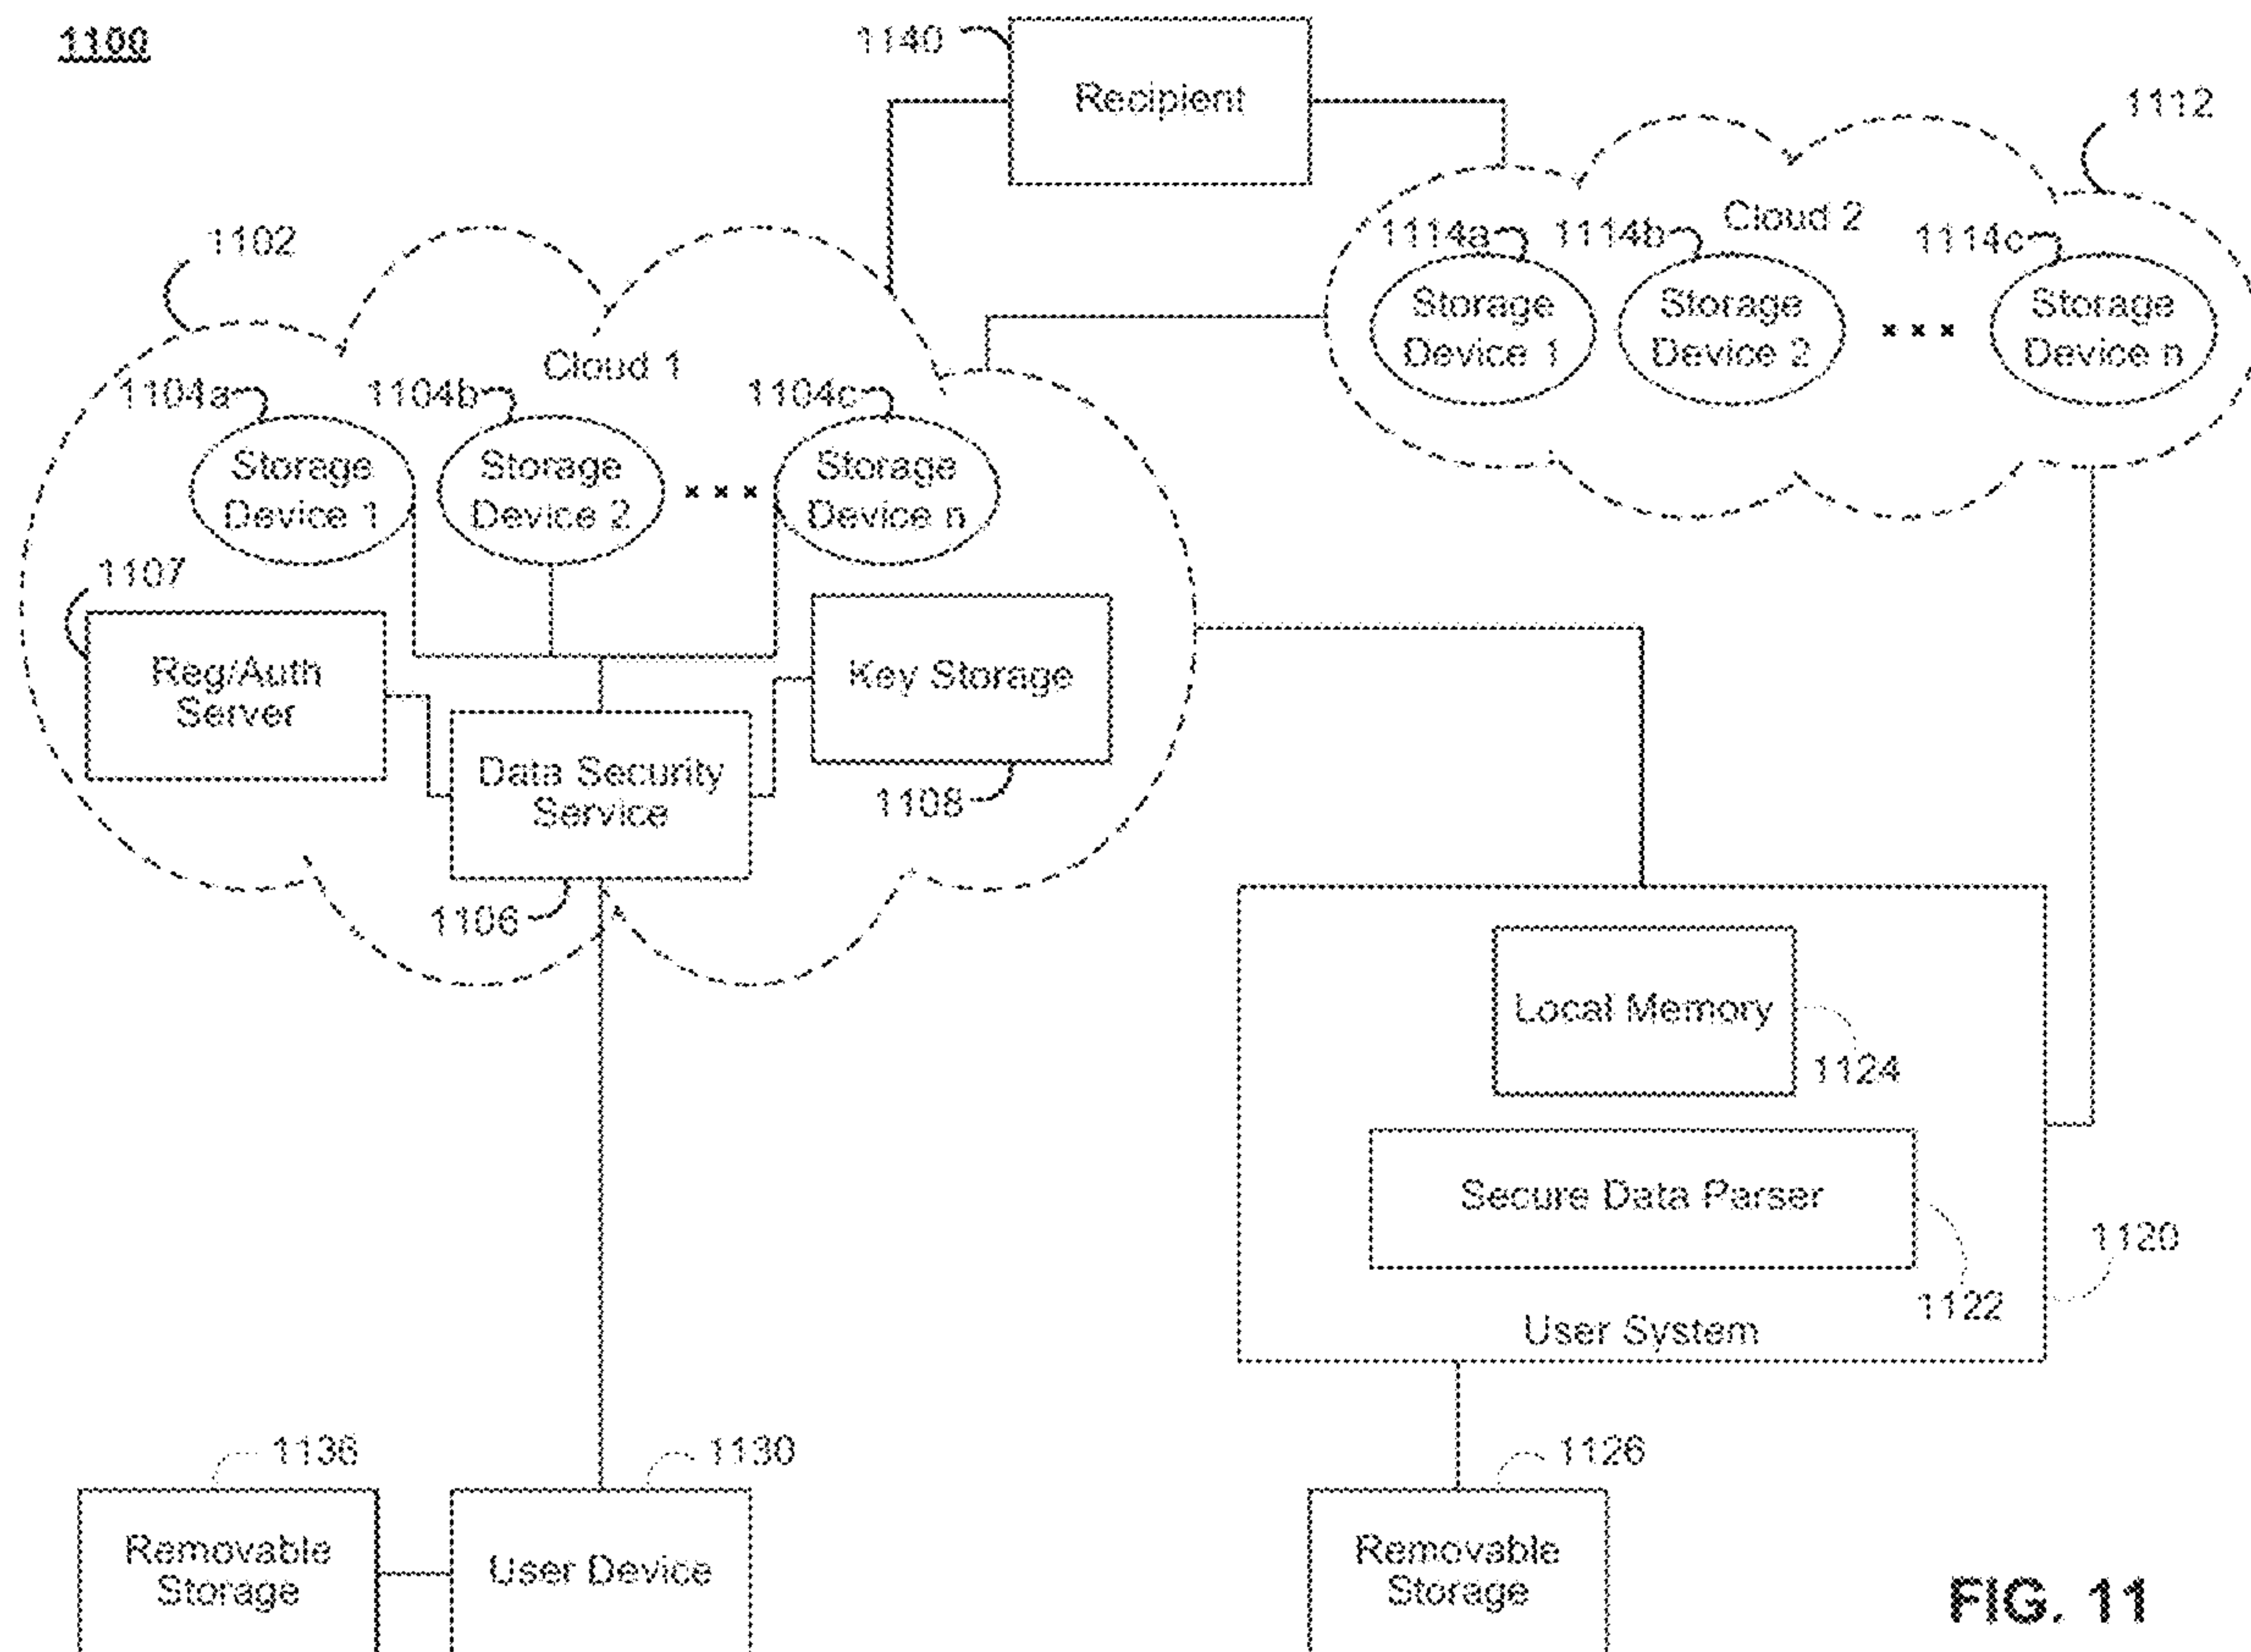 1100
1140
Recipient
1112
Cloud 2
1114a
1114b
1114c
Storage
Device 1
Storage
Device 2
Storage
Device n
1102
Cloud 1
1104a
1104b
1104c
Storage
Device 1
Storage
Device 2
Storage
Device n
1107
Reg/Auth
Server
Key Storage
1108
Data Security
Service
1106
Local Memory
1124
Secure Data Parser
1122
1120
User System
1136
Removable
Storage
1130
User Device
1126
Removable
Storage
FIG. 11